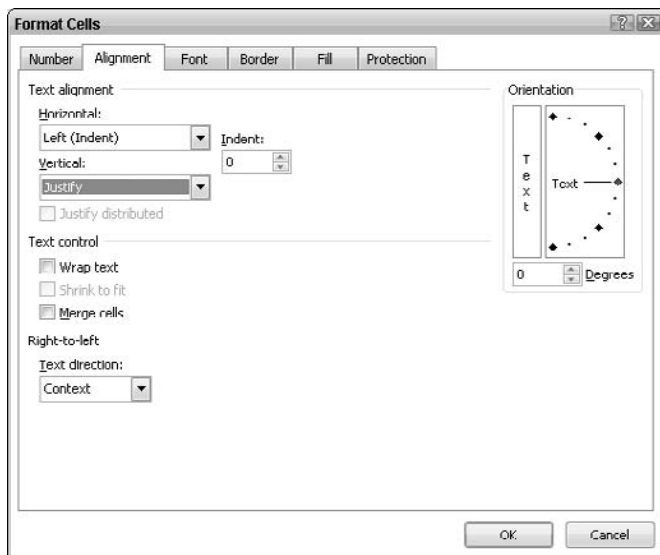 Format Cells
Number Alignment Font Border Fill Protection
Text alignment
Horizontal:
Left (Indent)
Indent:
0
Vertical:
Justify
Justify distributed
Text control
Wrap text
Shrink to fit
Merge cells
Right-to-left
Text direction:
Context
Orientation
T
e
x
t
Text
0 Degrees
OK Cancel